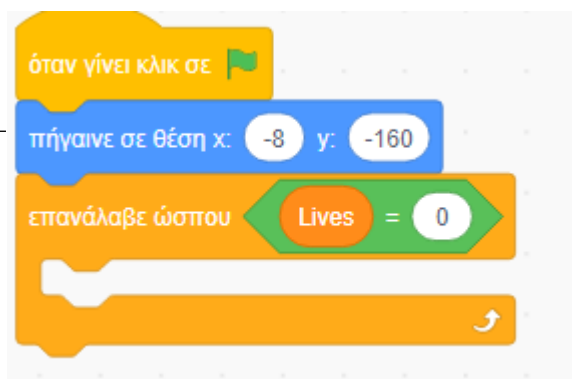 όταν γίνει κλικ σε
πήγαινε σε θέση x: -8 y: -160
επανάλαβε ώσπου Lives = 0